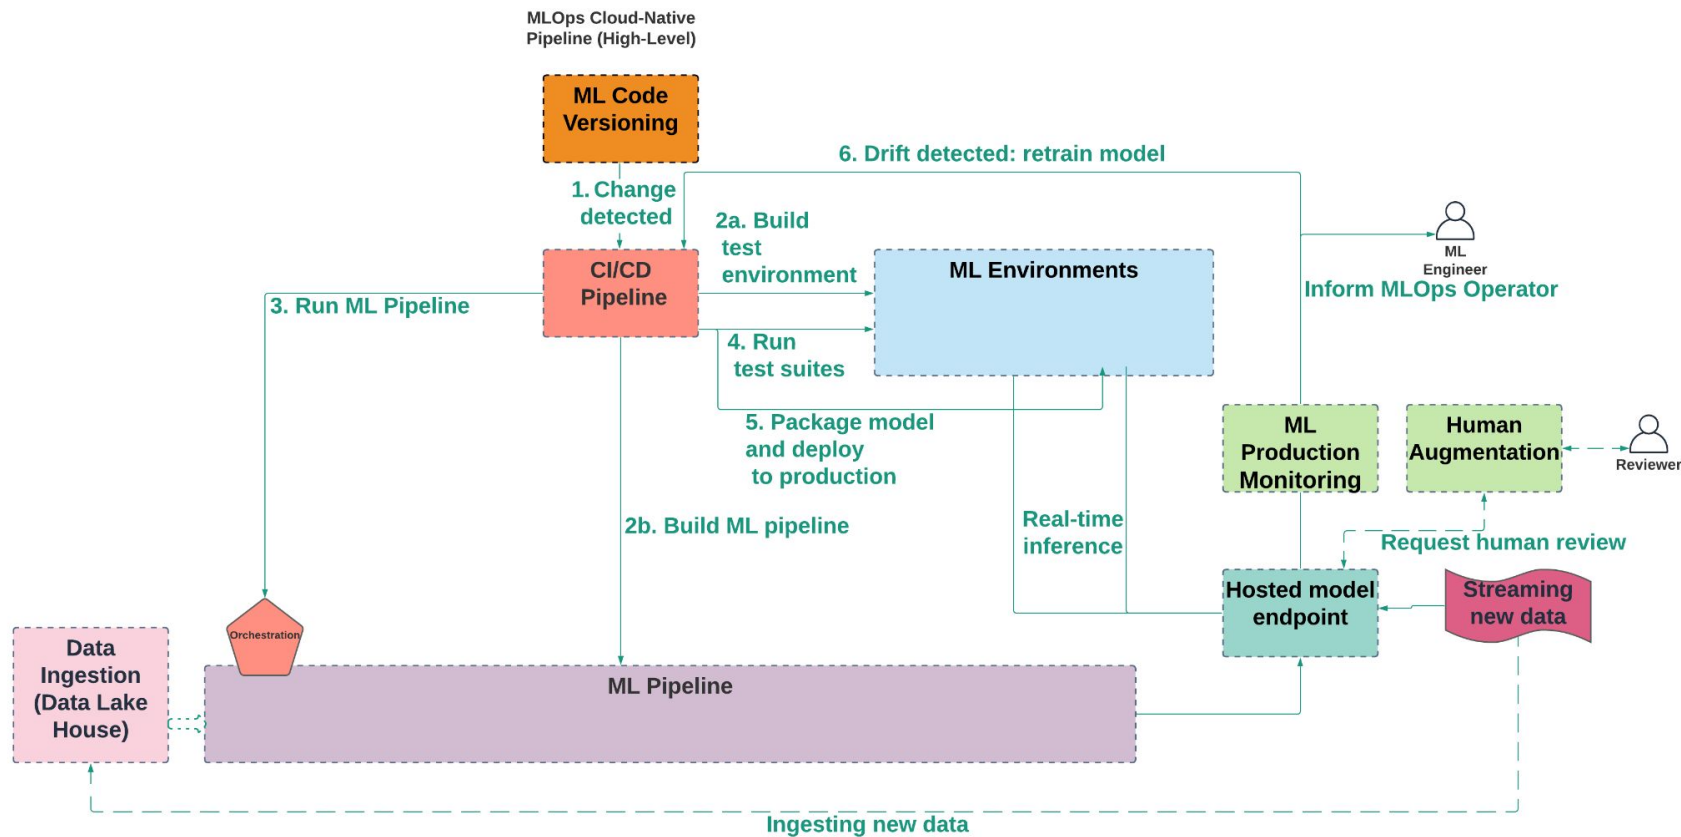 MLOps Cloud-Native
Pipeline (High-Level)
ML Code
Versioning
6. Drift detected: retrain model
1. Change
detected
2a. Build
test
environment
CI/CD
Pipeline
ML Environments
ML
Engineer
Inform MLOps Operator
3. Run ML Pipeline
4. Run
test suites
5. Package model
and deploy
to production
ML
Production
Monitoring
Human
Augmentation
Reviewer
2b. Build ML pipeline
Real-time
inference
Request human review
Hosted model
endpoint
Streaming
new data
Orchestration
Data
Ingestion
(Data Lake
House)
ML Pipeline
Ingesting new data